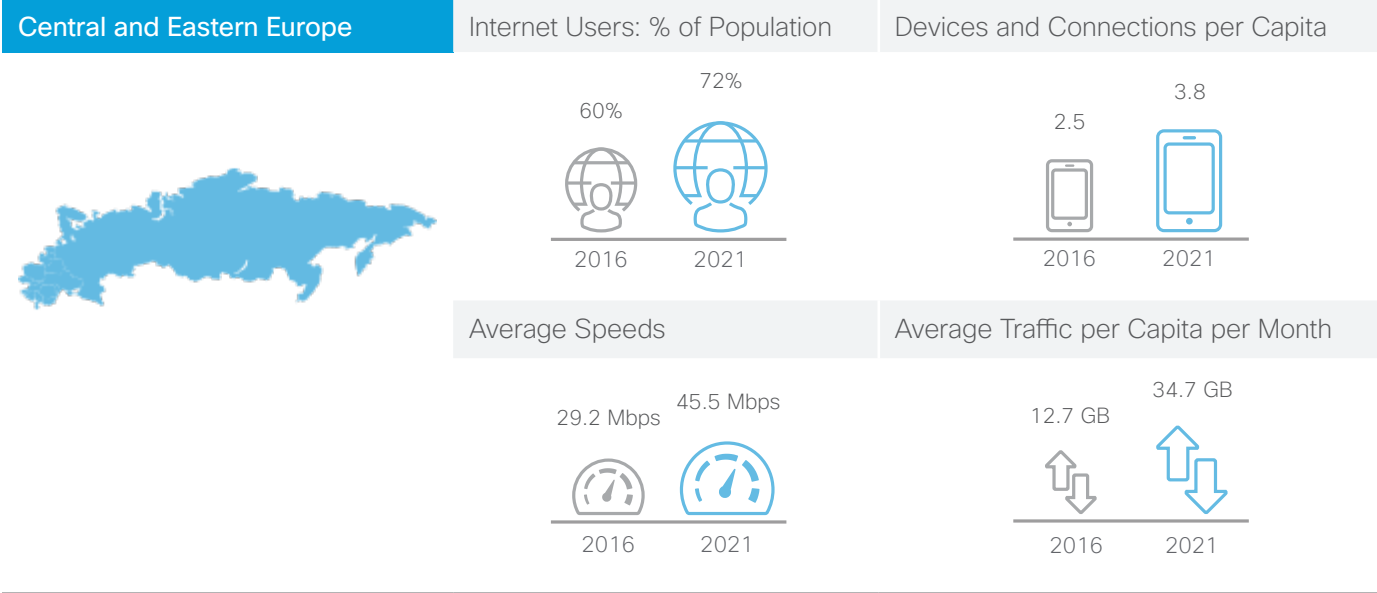 Central and Eastern Europe
Internet Users: % of Population
Devices and Connections per Capita
60%
72%
2016
2021
2.5
3.8
2016
2021
Average Speeds
Average Traffic per Capita per Month
29.2 Mbps
45.5 Mbps
2016
2021
12.7 GB
34.7 GB
2016
2021